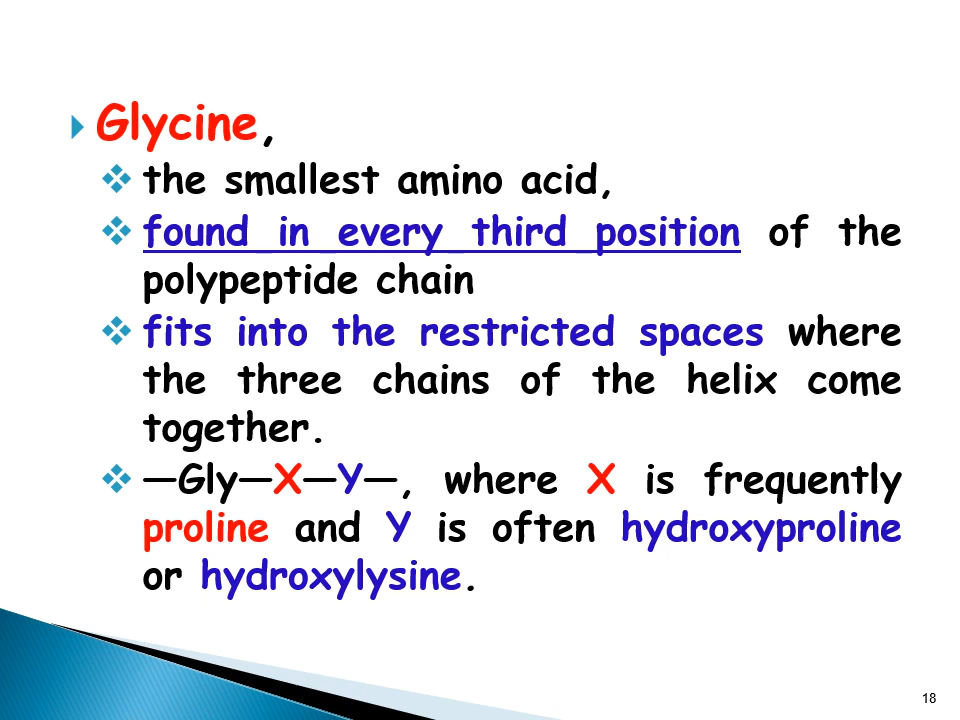 Glycine,
the smallest amino acid,
found in every third position of the
polypeptide chain
fits into the restricted spaces where
the three chains of the helix come
together.
—Gly—X—Y—, where X is frequently
proline and Y is often hydroxyproline
or hydroxylysine.
18